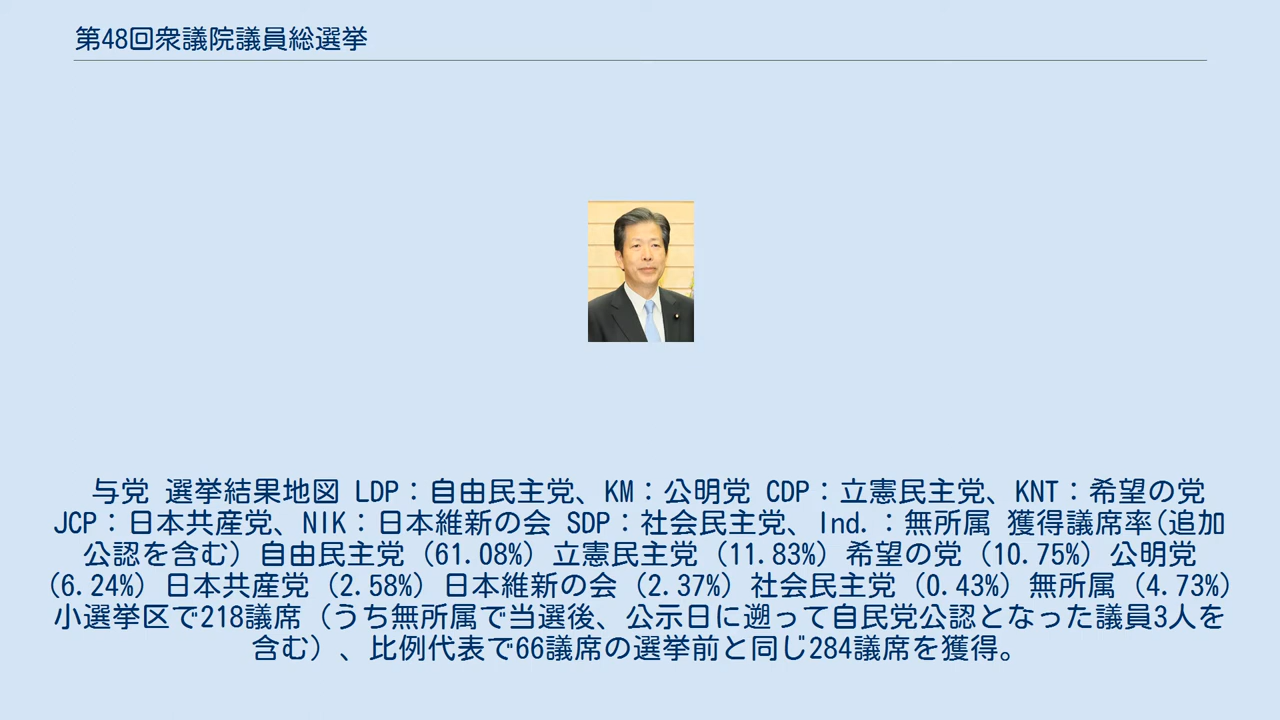 第48回衆議院議員総選挙
与党 選挙結果地図 LDP：自由民主党、KM：公明党 CDP：立憲民主党、KNT：希望の党
JCP：日本共産党、NIK：日本維新の会 SDP：社会民主党、Ind.：無所属 獲得議席率(追加
公認を含む）自由民主党（61.08%）立憲民主党（11.83%）希望の党（10.75%）公明党
（6.24%）日本共産党（2.58%）日本維新の会（2.37%）社会民主党（0.43%）無所属（4.73%）
小選挙区で218議席（うち無所属で当選後、公示日に遡って自民党公認となった議員3人を
含む）、比例代表で66議席の選挙前と同じ284議席を獲得。